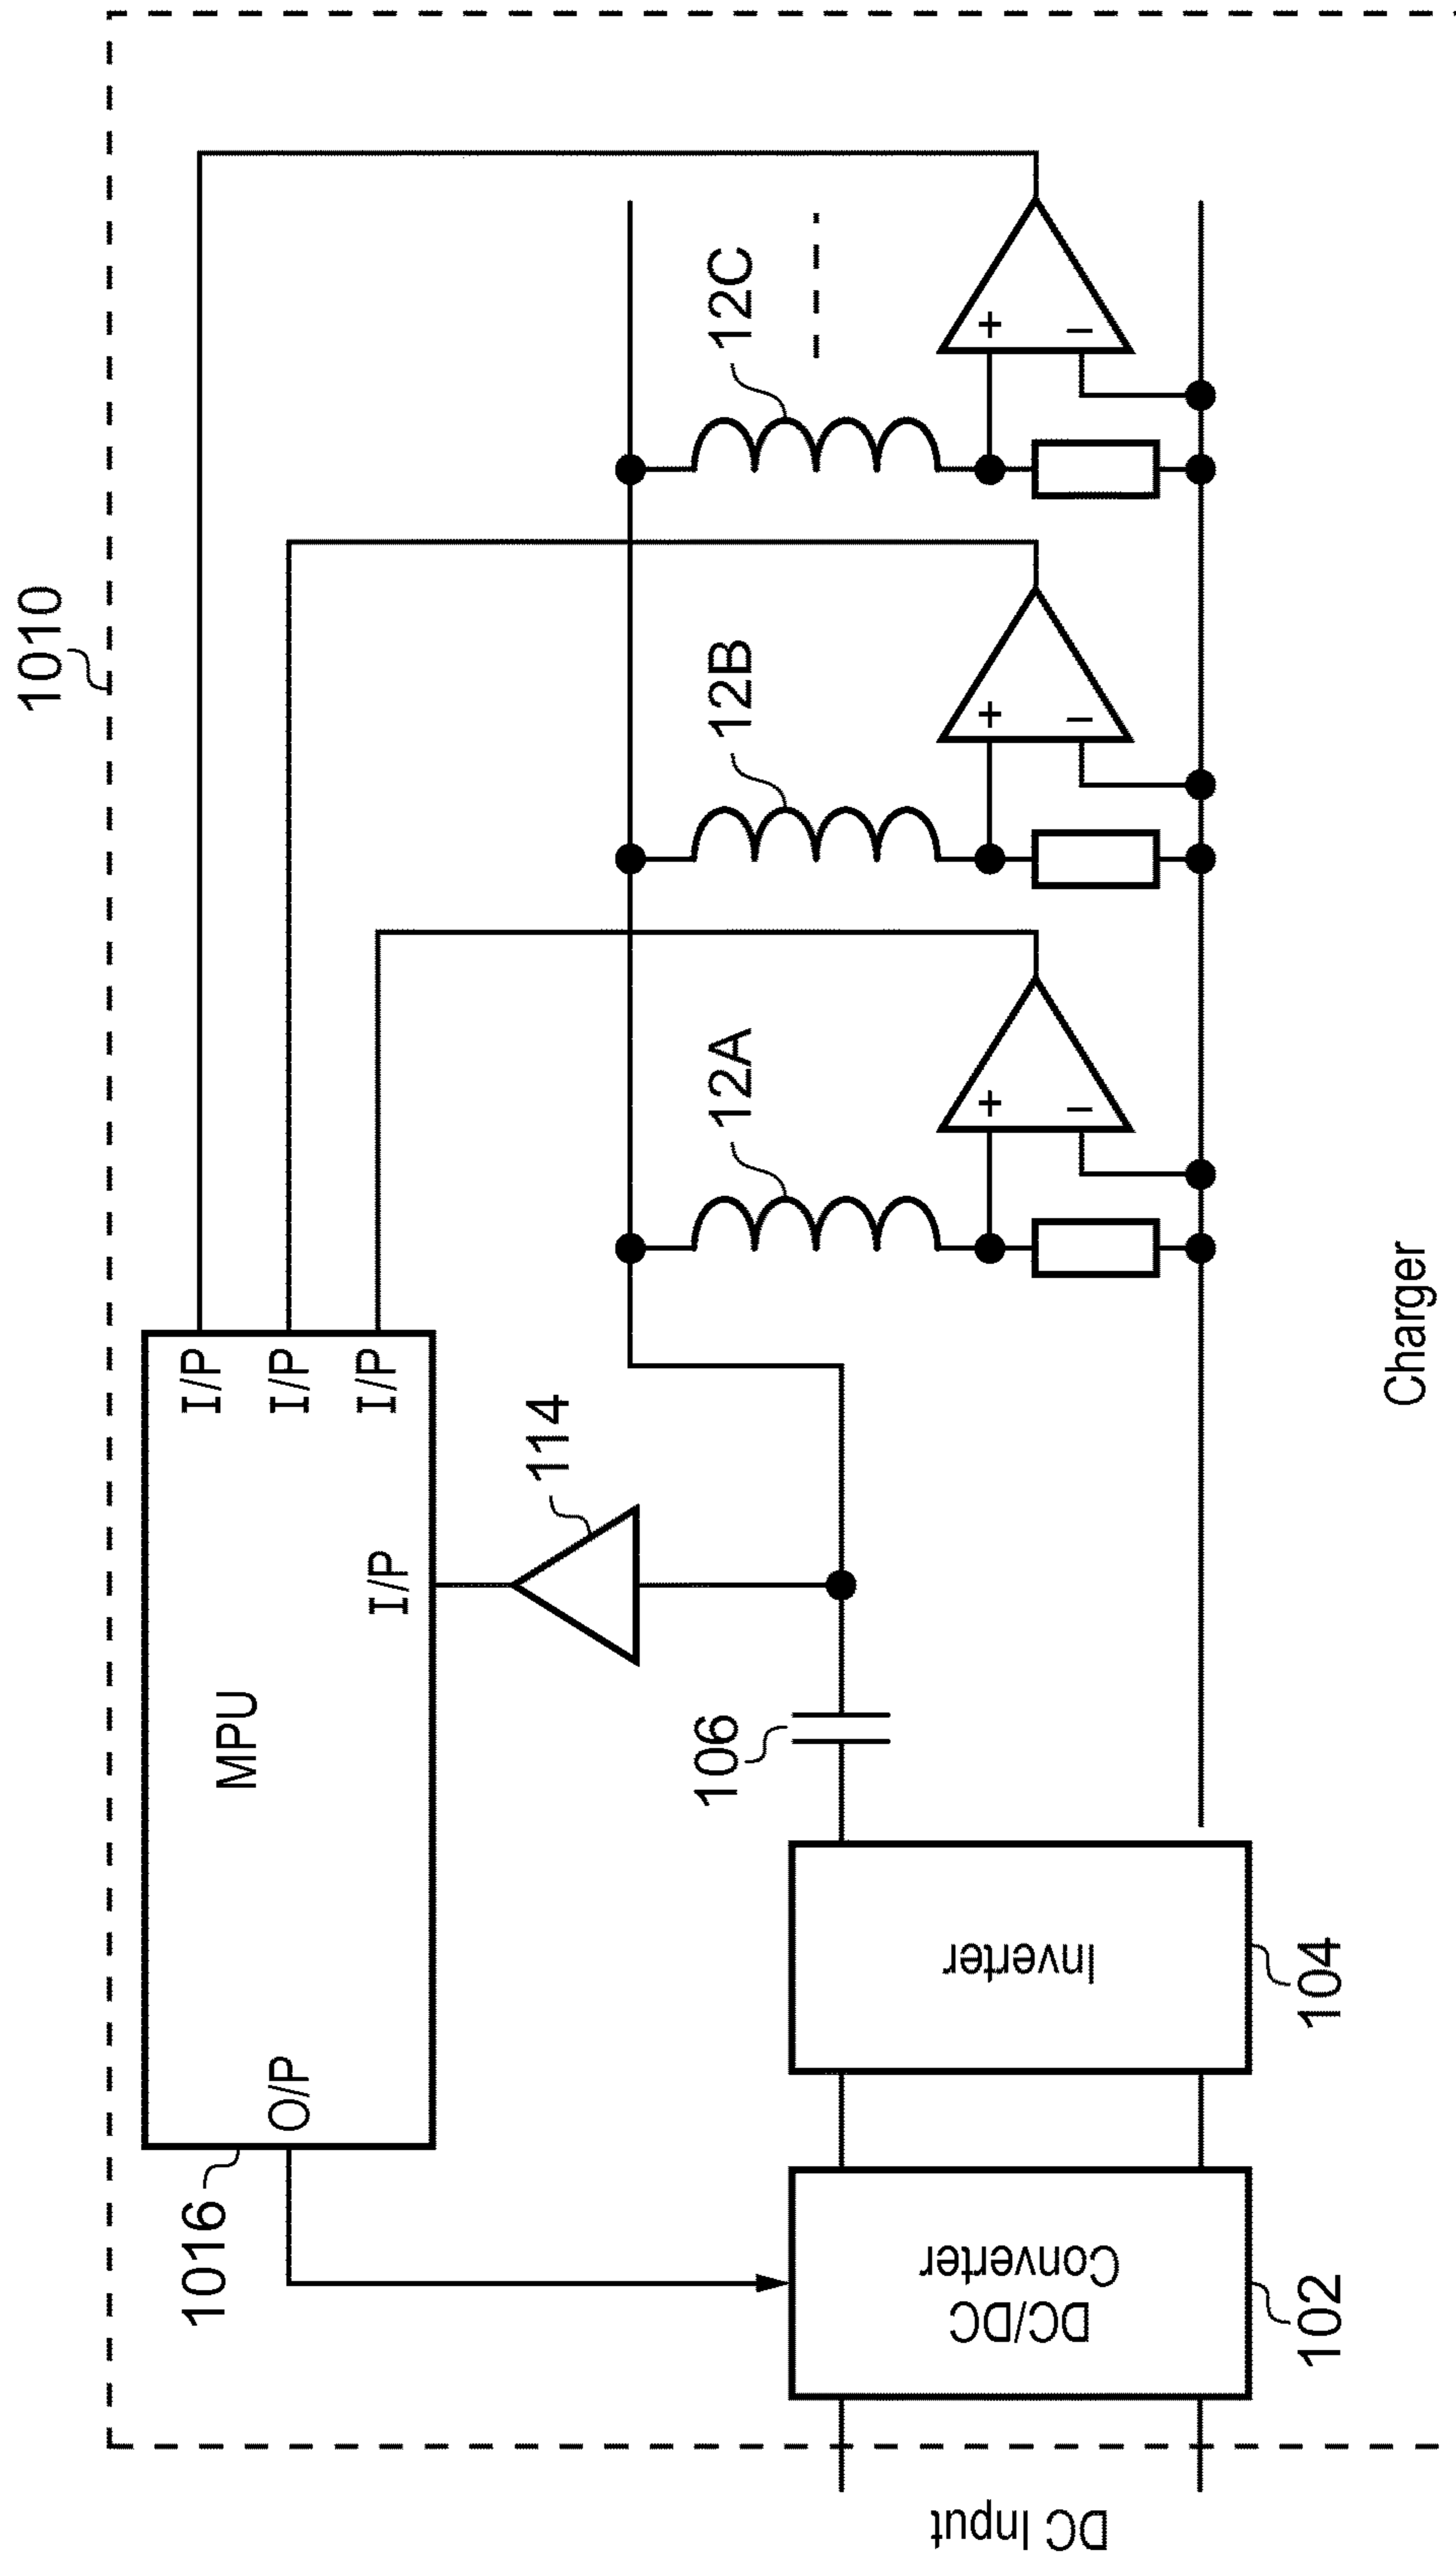 1010
1016
MPU
O/P
I/P
I/P
I/P
I/P
114
12A
12B
12C
+
−
+
−
+
−
106
DC Input
DC/DC
Converter
102
Inverter
104
Charger